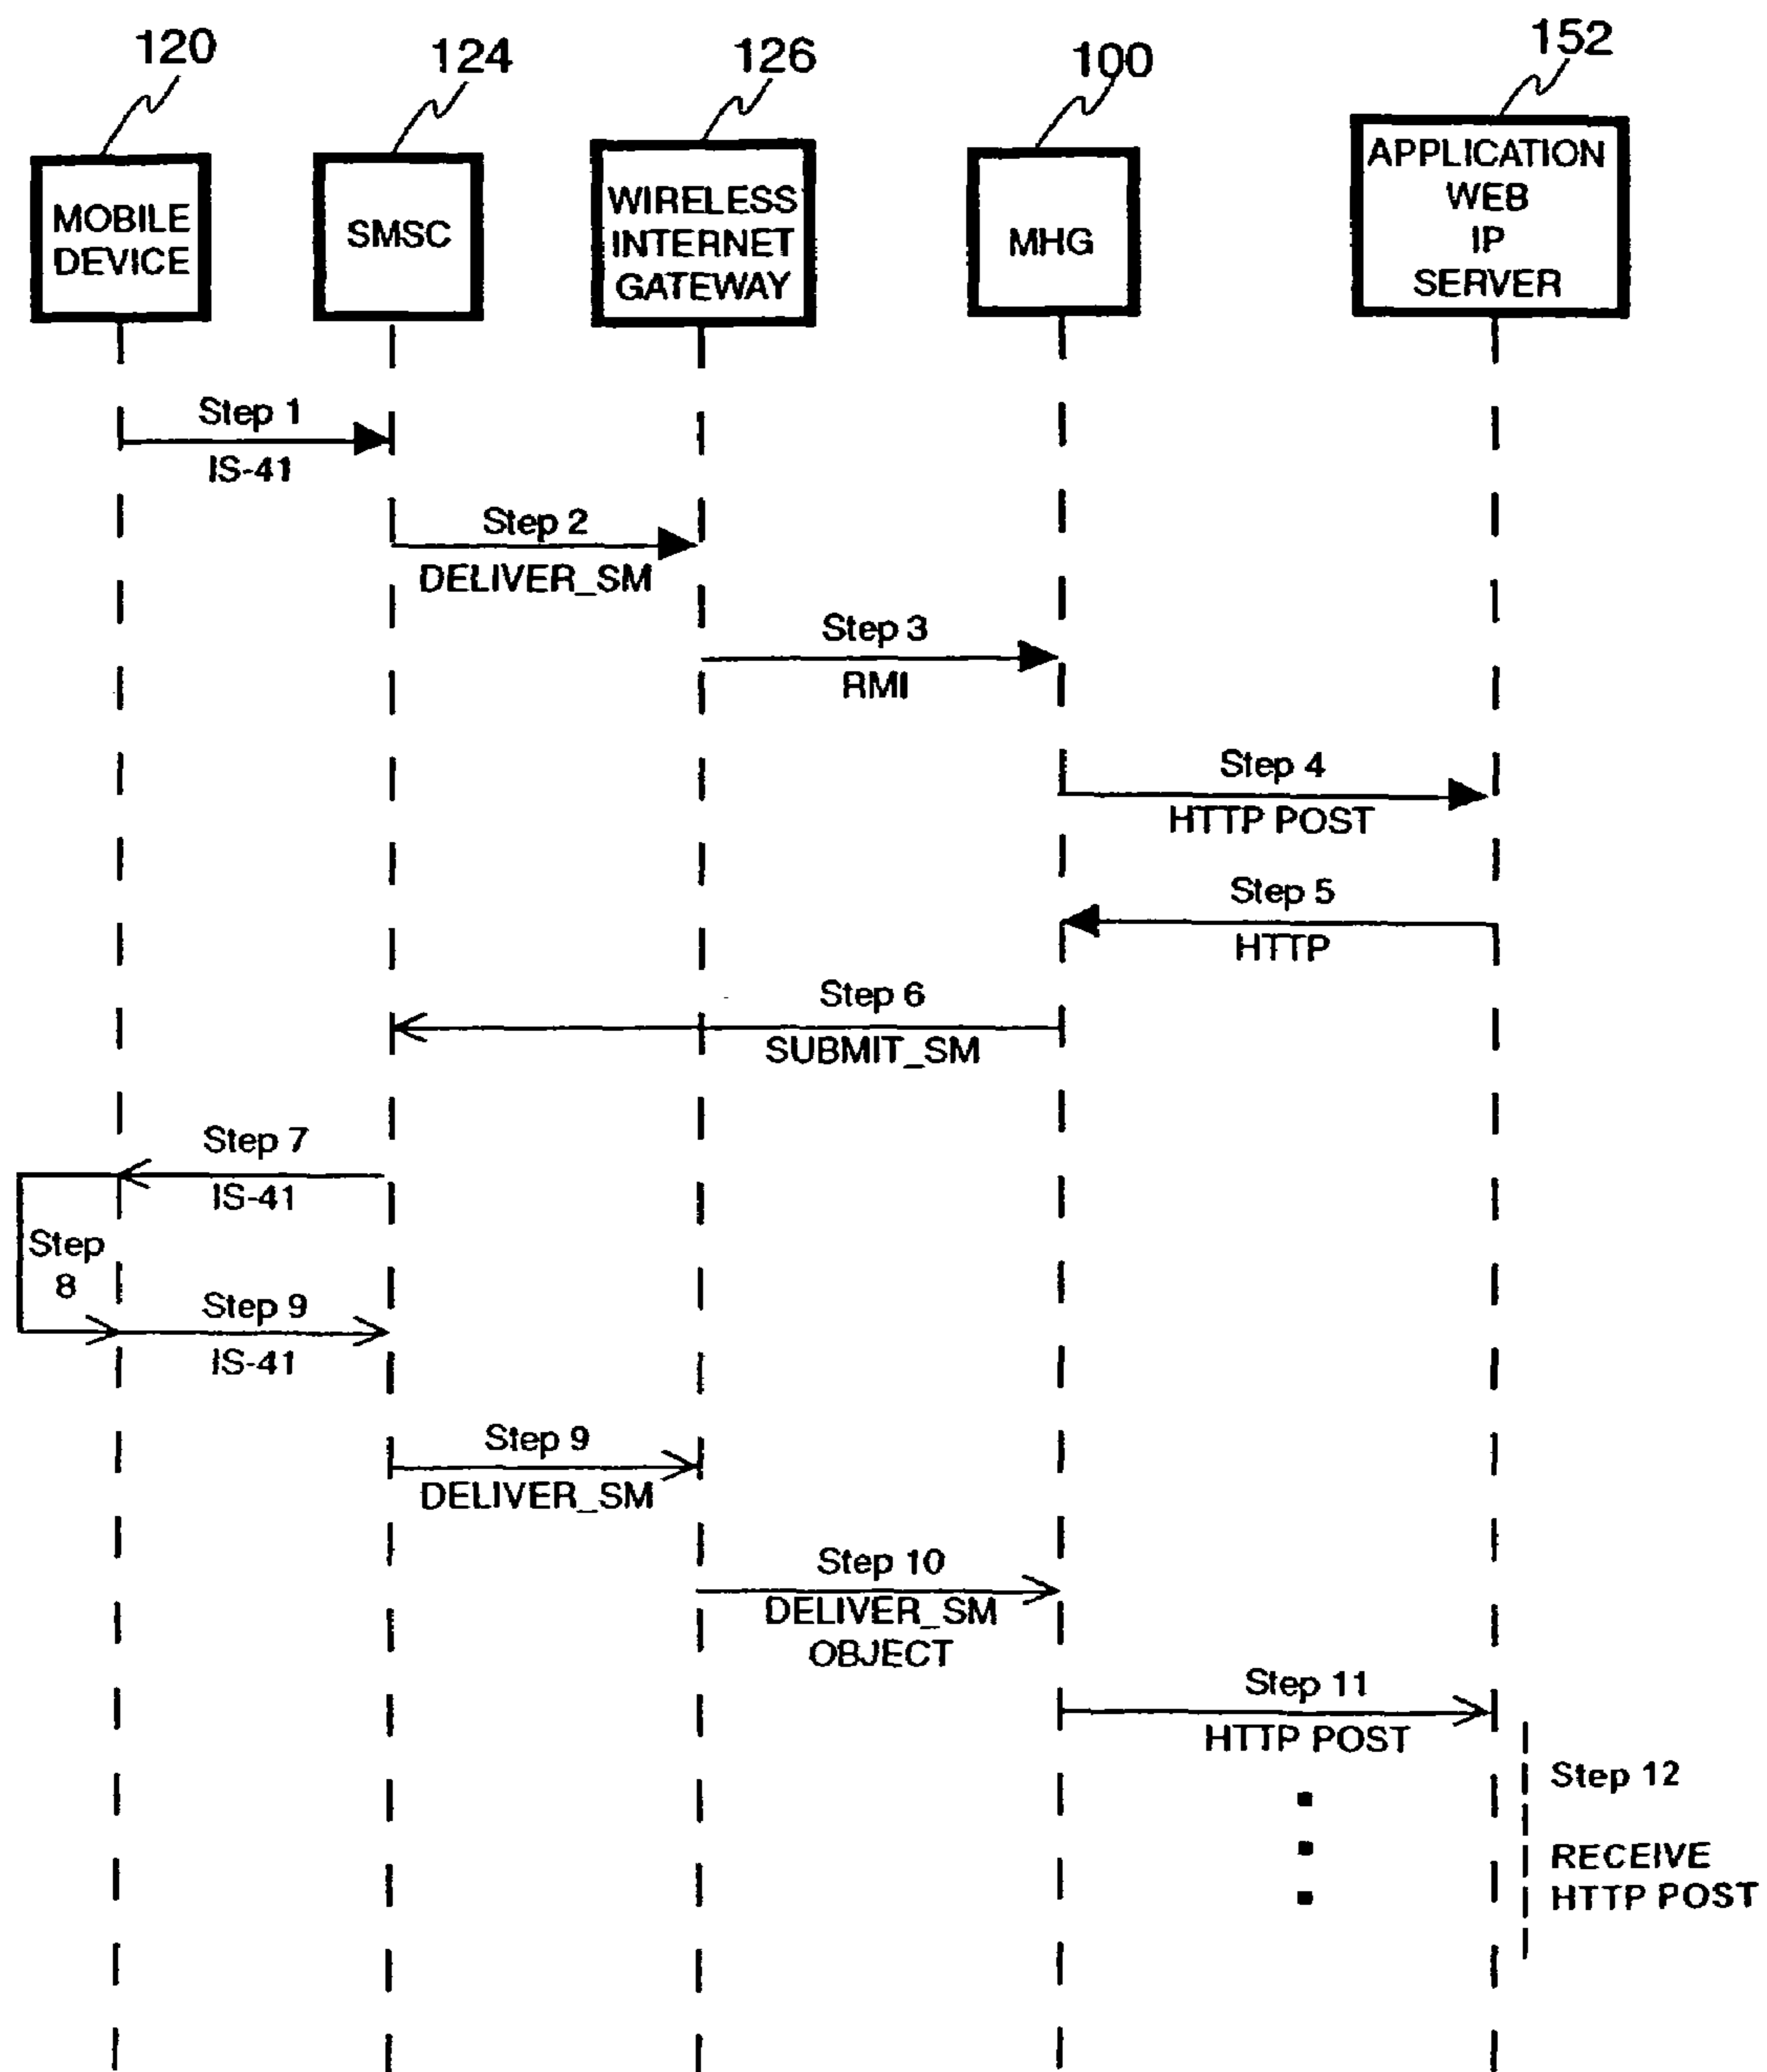 120
124
126
100
152
MOBILE
DEVICE
SMSC
WIRELESS
INTERNET
GATEWAY
MHG
APPLICATION
WEB
IP
SERVER
Step 1
IS-41
Step 2
DELIVER_SM
Step 3
RMI
Step 4
HTTP POST
Step 5
HTTP
Step 6
SUBMIT_SM
Step 7
IS-41
Step
8
Step 9
IS-41
Step 9
DELIVER_SM
Step 10
DELIVER_SM
OBJECT
Step 11
HTTP POST
Step 12
RECEIVE
HTTP POST